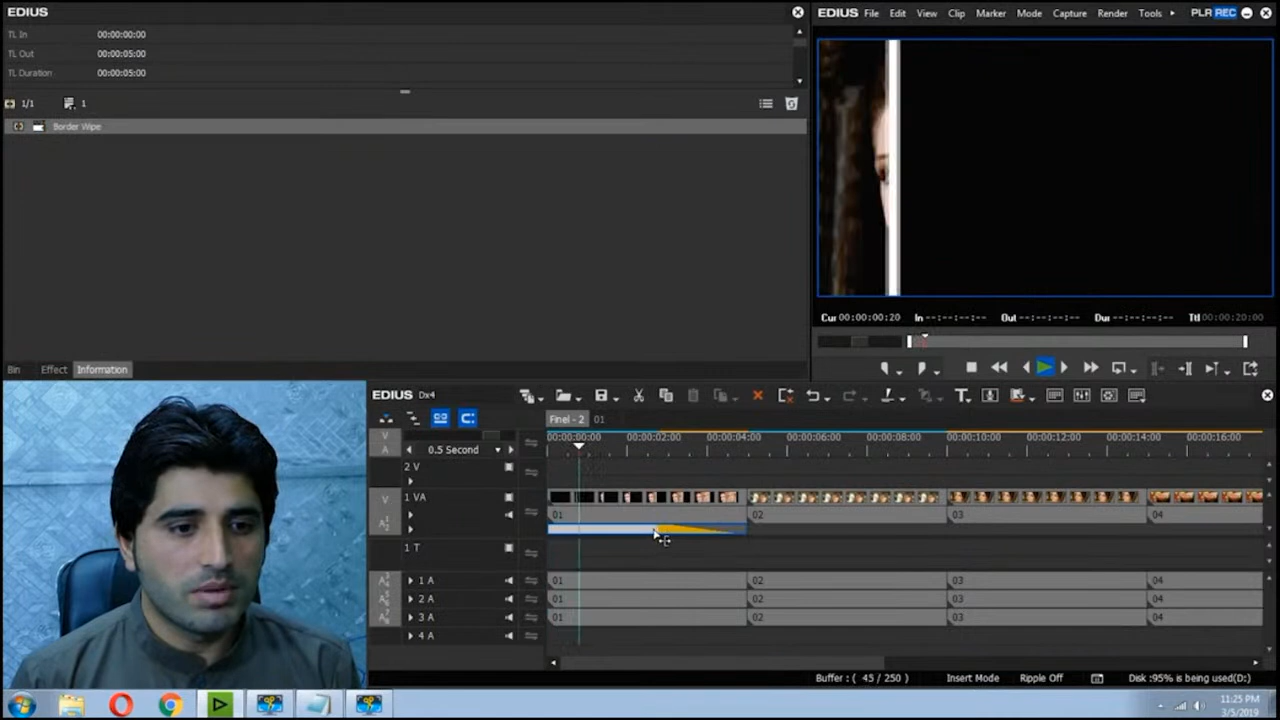 EDIUS
TL In 00:00:00:00
TL Out 00:00:05:00
TL Duration 00:00:05:00
1/1 1
Border Wipe
Bin Effect Information
EDIUS File Edit View Clip Marker Mode Capture Render Tools PLR REC
Cur 00:00:00:20 In --:--:--:-- Out --:--:--:-- Dur --:--:--:-- Ttl 00:00:20:00
EDIUS Dx4
Finel - 2 01
V
A
0.5 Second
00:00:00:00 00:00:02:00 00:00:04:00 00:00:06:00 00:00:08:00 00:00:10:00 00:00:12:00 00:00:14:00 00:00:16:00
2 V
V 1 VA
01 02 03 04
1 T
1 A 01 02 03 04
2 A 01 02 03 04
3 A 01 02 03 04
4 A
Buffer : ( 45 / 250 ) Insert Mode Ripple Off Disk :95% is being used(D:)
11:25 PM
3/5/2019